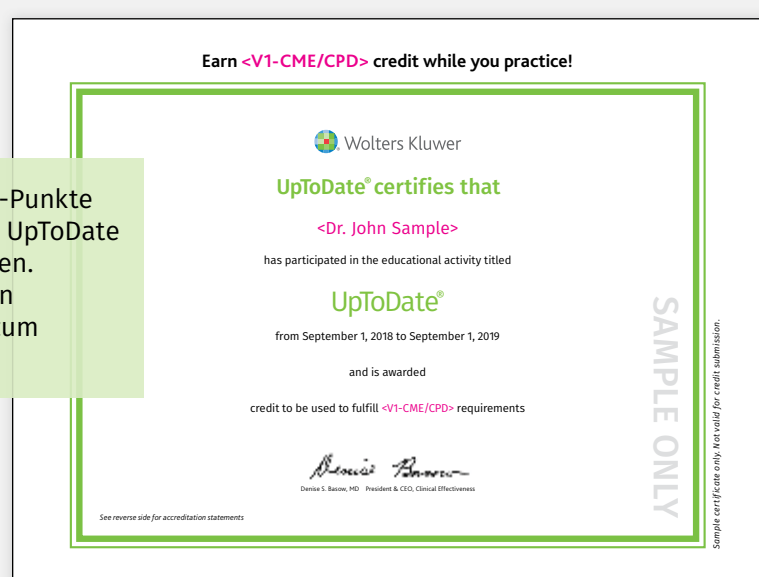 Earn <V1-CME/CPD> credit while you practice!
Wolters Kluwer
UpToDate® certifies that
<Dr. John Sample>
has participated in the educational activity titled
UpToDate®
from September 1, 2018 to September 1, 2019
and is awarded
credit to be used to fulfill <V1-CME/CPD> requirements
Denise S. Basow, MD President & CEO, Clinical Effectiveness
See reverse side for accreditation statements
SAMPLE ONLY
Sample certificate only. Not valid for credit submission.
-Punkte
UpToDate
en.
n
um